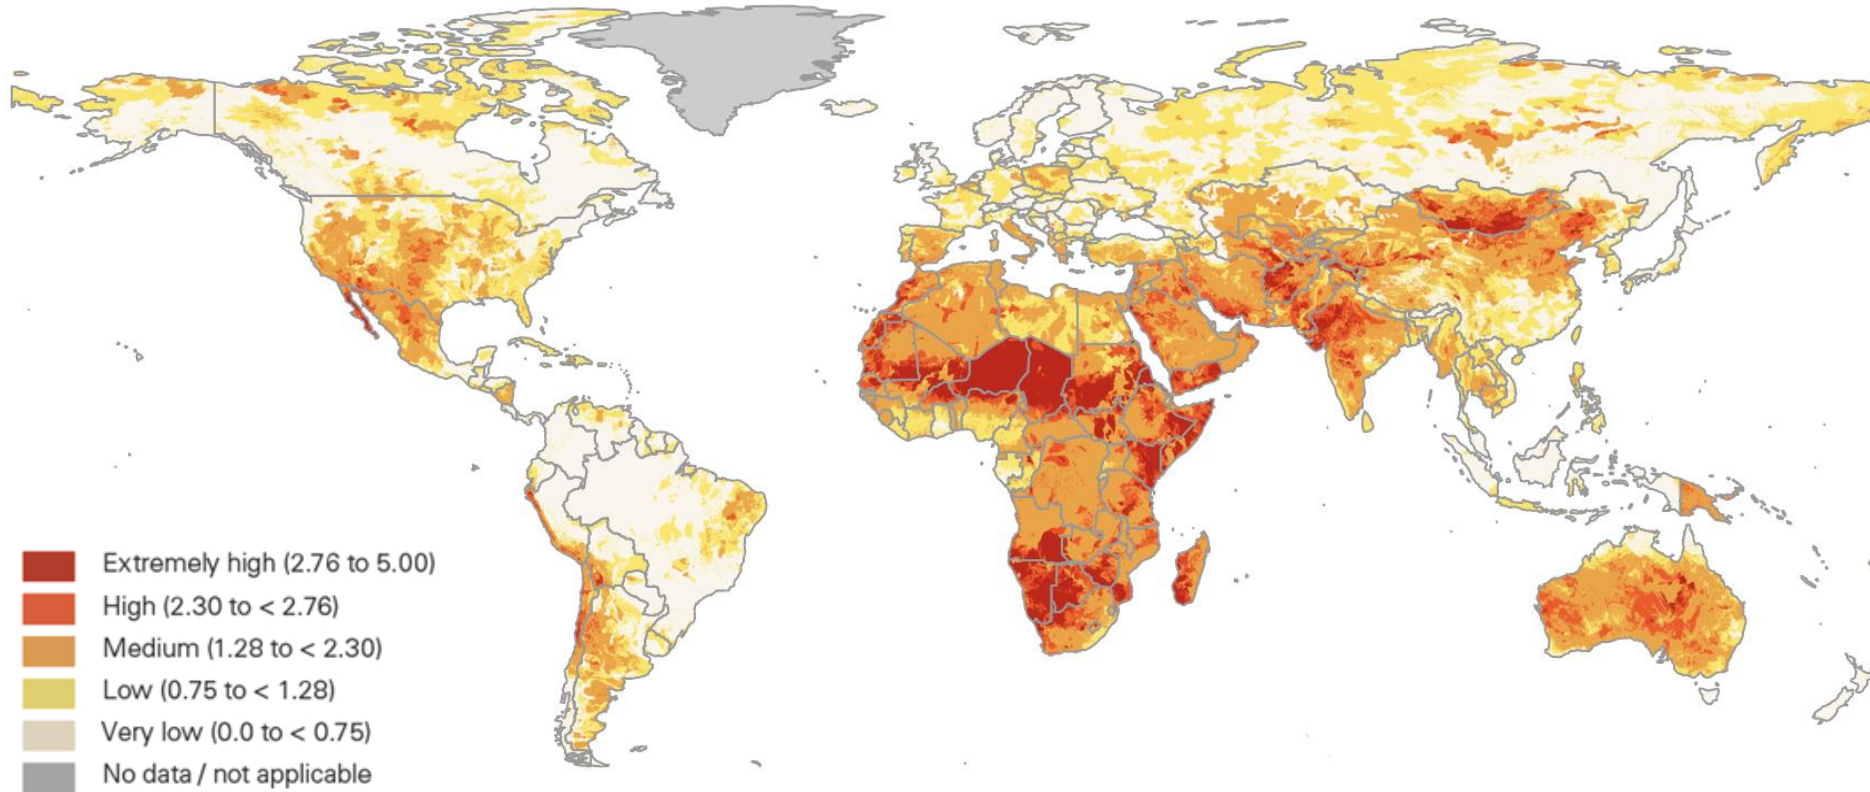 Extremely high (2.76 to 5.00)
High (2.30 to < 2.76)
Medium (1.28 to < 2.30)
Low (0.75 to < 1.28)
Very low (0.0 to < 0.75)
No data / not applicable